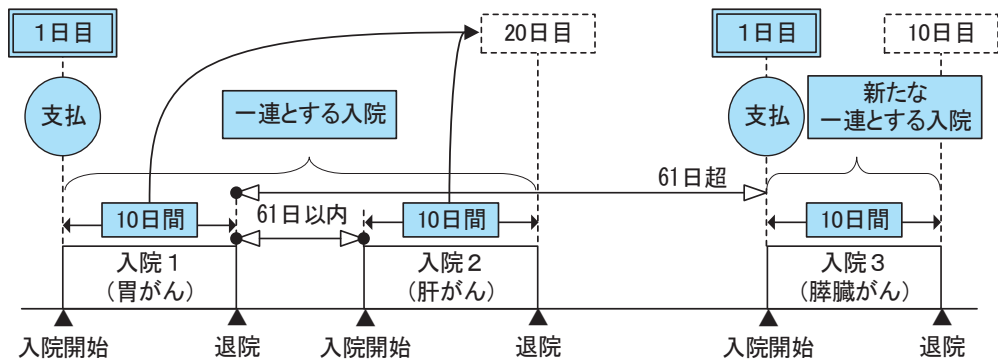 1日目
20日目
1日目
10日目
支払
一連とする入院
支払
新たな
一連とする入院
61日超
10日間
61日以内
10日間
10日間
入院1
(胃がん)
入院2
(肝がん)
入院3
(膵臓がん)
入院開始
退院
入院開始
退院
入院開始
退院